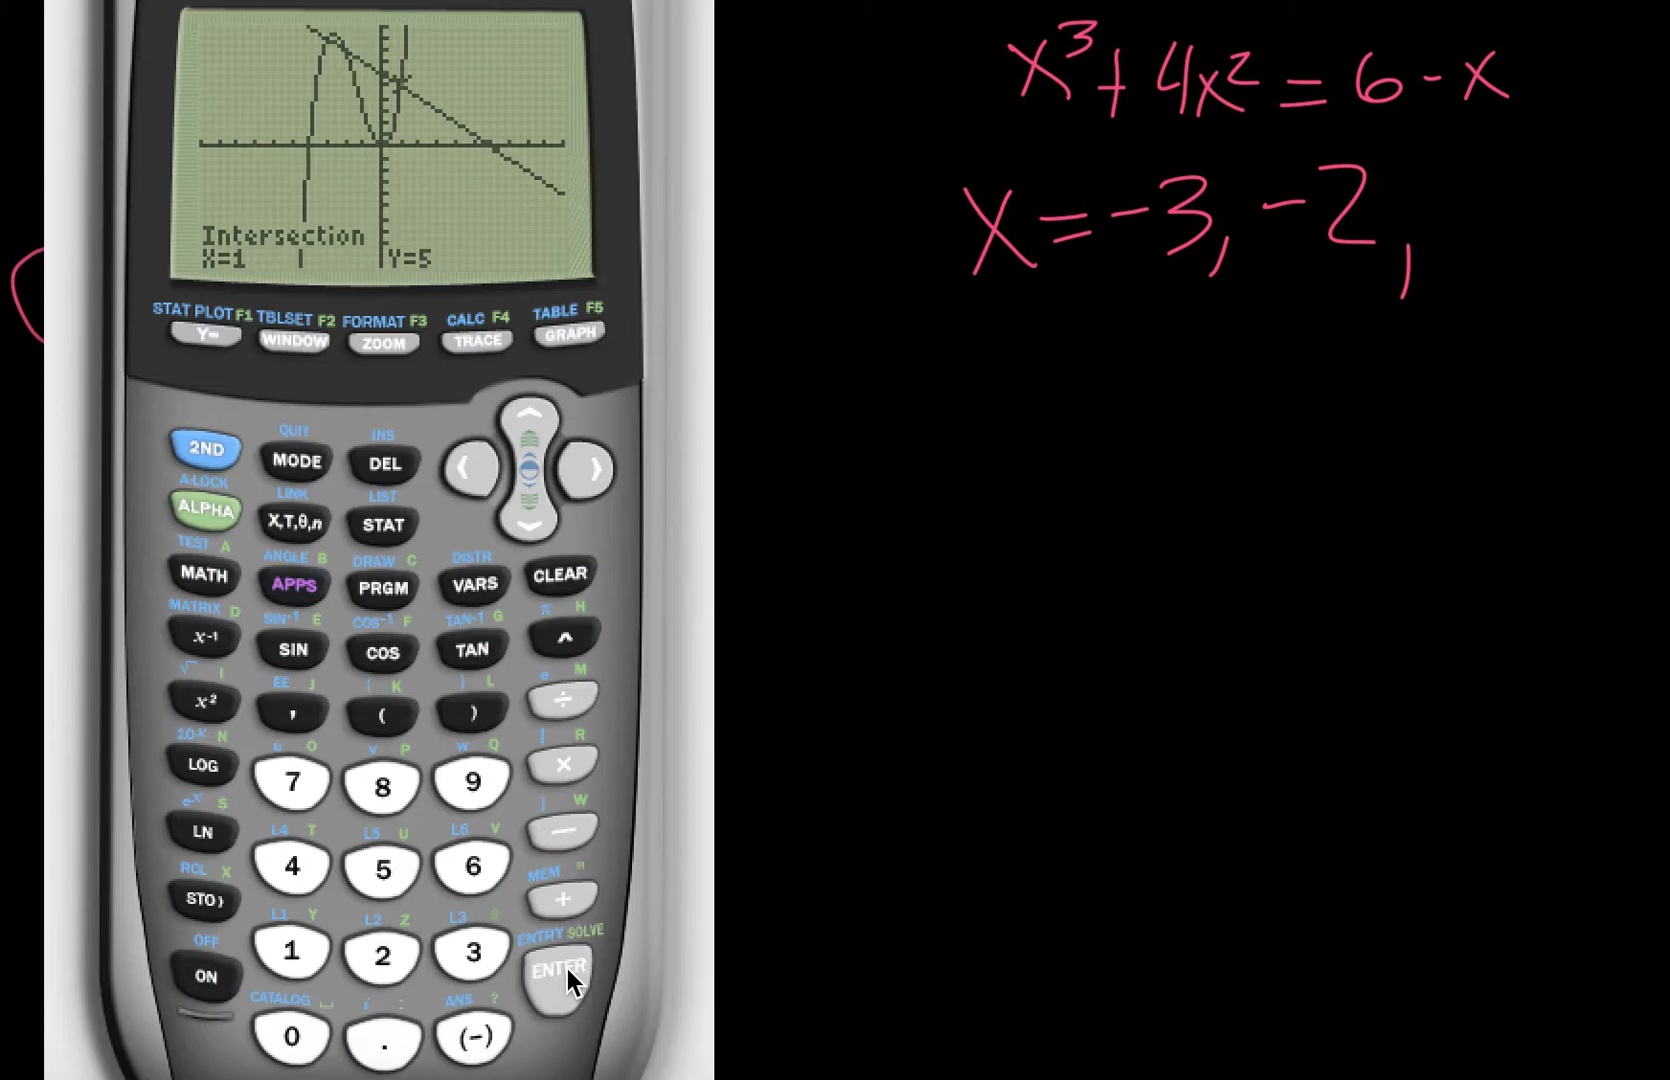 x³ + 4x² = 6 - x
x = -3, -2,
Intersection
X=1 Y=5
STAT PLOT F1 TBLSET F2 FORMAT F3 CALC F4 TABLE F5
Y= WINDOW ZOOM TRACE GRAPH
QUIT INS
2ND MODE DEL
A-LOCK LINK LIST
ALPHA X,T,θ,n STAT
TEST A ANGLE B DRAW C DISTR
MATH APPS PRGM VARS CLEAR
MATRIX D SIN⁻¹ E COS⁻¹ F TAN⁻¹ G π H
x⁻¹ SIN COS TAN ^
√ I EE J { K } L e M
x² , ( ) ÷
10ˣ N u O v P w Q [ R
LOG 7 8 9 ×
eˣ S L4 T L5 U L6 V ] W
LN 4 5 6 −
RCL X L1 Y L2 Z L3 θ MEM "
STO› 1 2 3 +
OFF ENTRY SOLVE
ON ENTER
CATALOG ⎵ i : ANS ?
0 . (-)